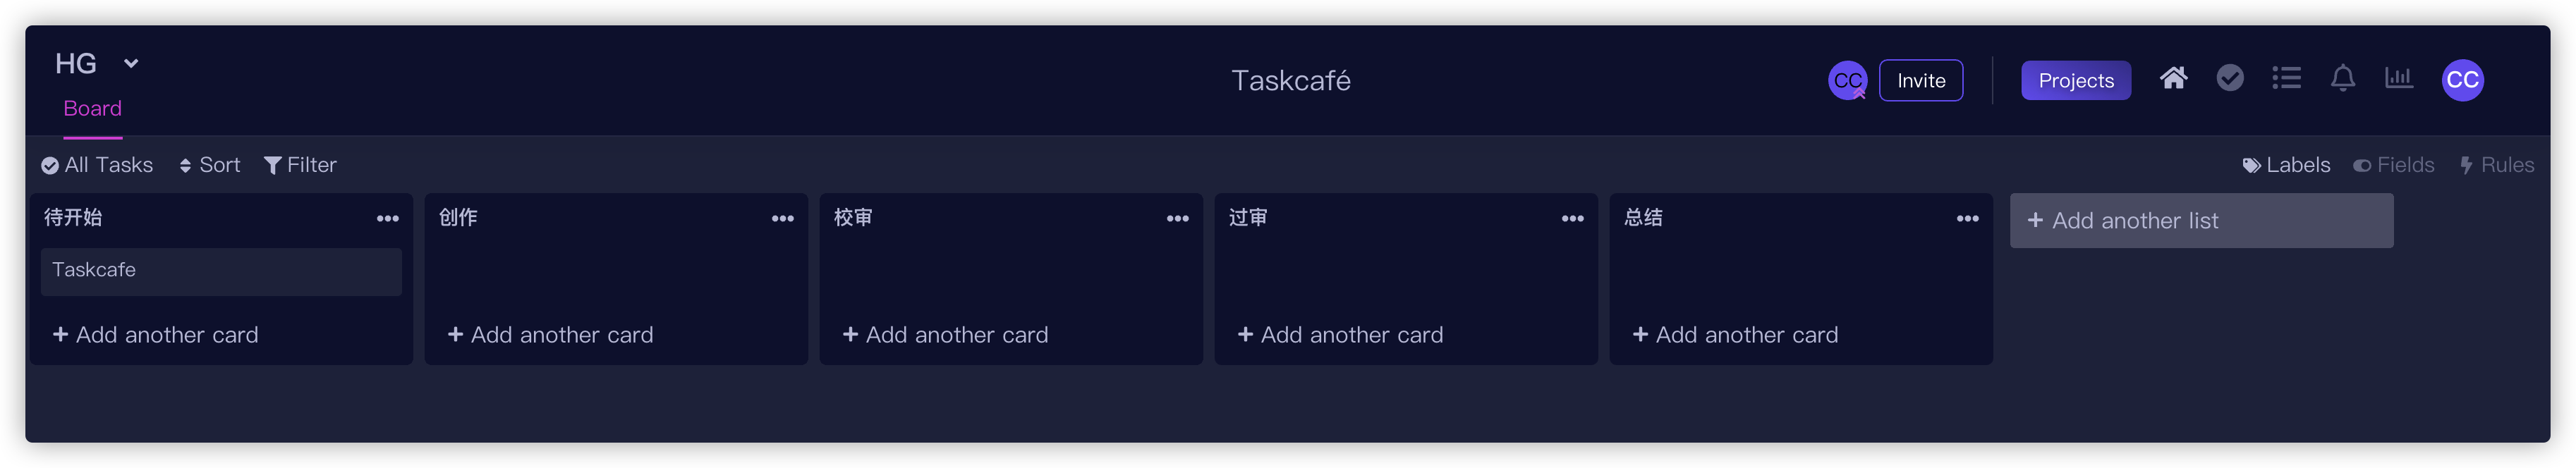 HG
Taskcafé
CC
Invite
Projects
CC
Board
All Tasks
Sort
Filter
Labels
Fields
Rules
待开始
Taskcafe
Add another card
创作
Add another card
校审
Add another card
过审
Add another card
总结
Add another card
Add another list